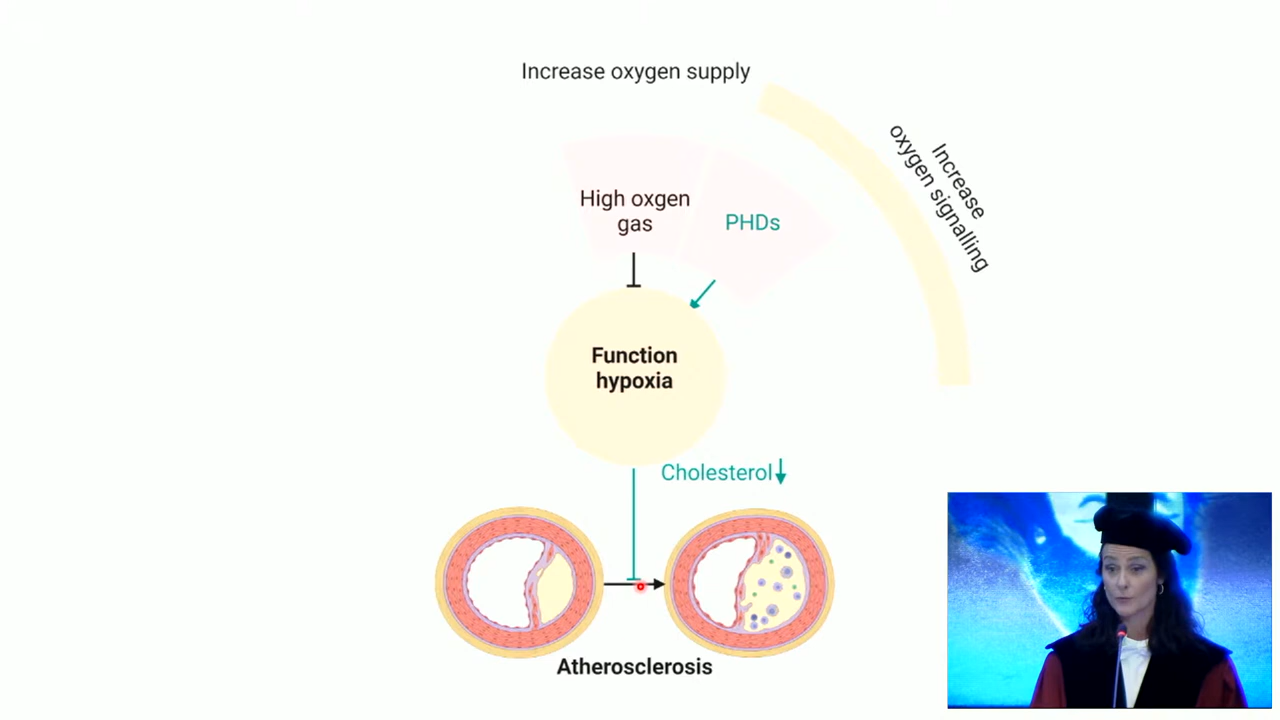 Increase oxygen supply
Increase
oxygen signalling
High oxgen
gas
PHDs
Function
hypoxia
Cholesterol
Atherosclerosis